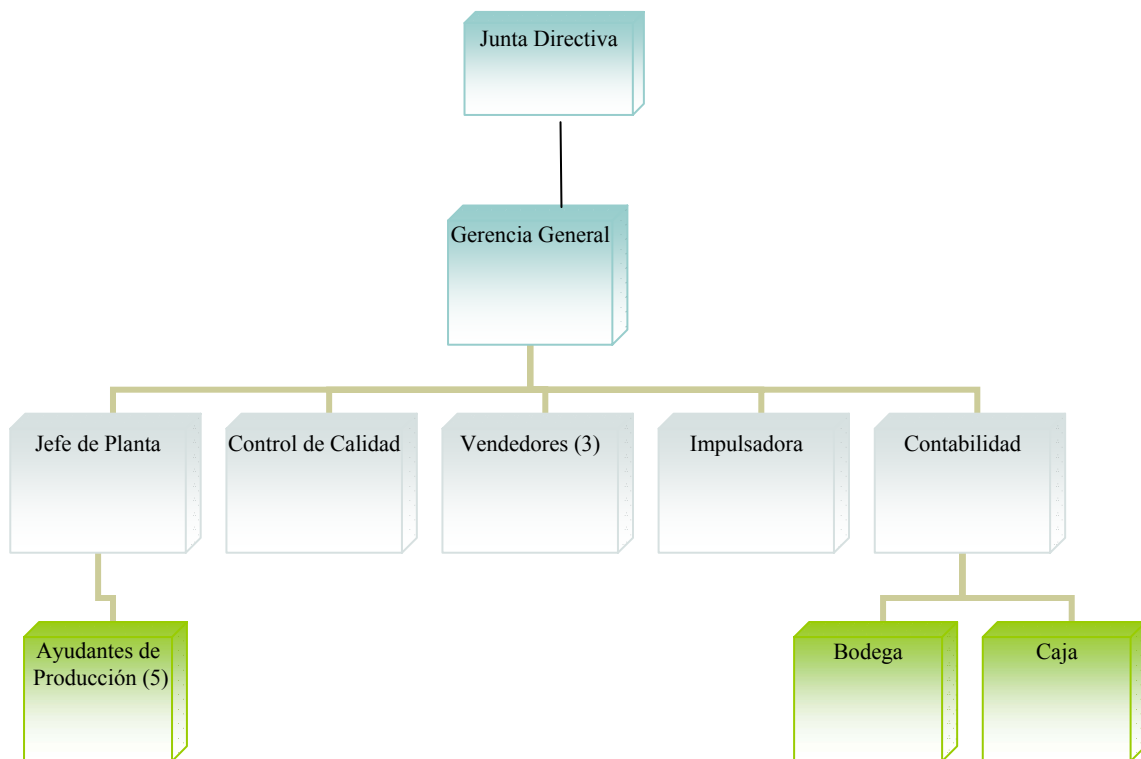 Junta Directiva
Gerencia General
Jefe de Planta
Control de Calidad
Vendedores (3)
Impulsadora
Contabilidad
Ayudantes de
Producción (5)
Bodega
Caja